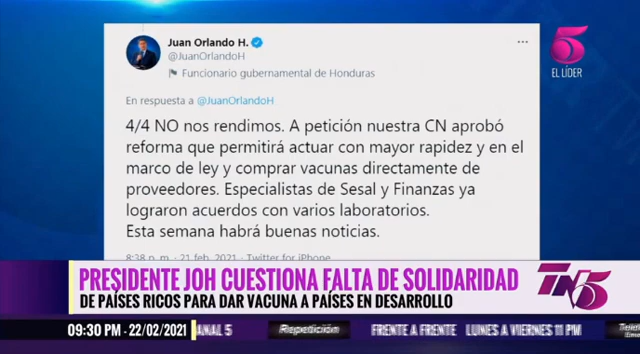 Juan Orlando H.
@JuanOrlandoH
Funcionario gubernamental de Honduras
5
EL LÍDER
En respuesta a @JuanOrlandoH
4/4 NO nos rendimos. A petición nuestra CN aprobó
reforma que permitirá actuar con mayor rapidez y en el
marco de ley y comprar vacunas directamente de
proveedores. Especialistas de Sesal y Finanzas ya
lograron acuerdos con varios laboratorios.
Esta semana habrá buenas noticias.
8:38 p. m. · 21 feb. 2021 · Twitter for iPhone
PRESIDENTE JOH CUESTIONA FALTA DE SOLIDARIDAD
DE PAÍSES RICOS PARA DAR VACUNA A PAÍSES EN DESARROLLO
TN5
09:30 PM - 22/02/2021 ANAL 5 Repetición FRENTE A FRENTE LUNES A VIERNES 11 PM